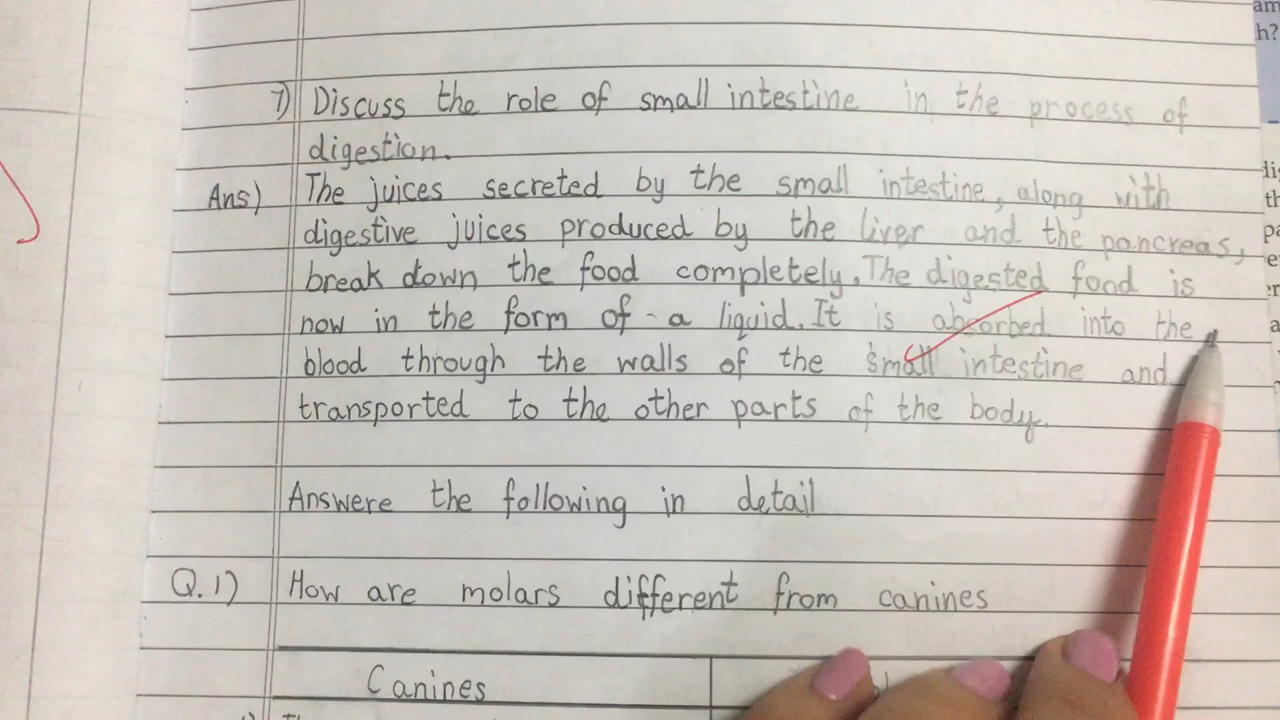 7) Discuss the role of small intestine in the process of
digestion.
Ans) The juices secreted by the small intestine, along with
digestive juices produced by the liver and the pancreas,
break down the food completely. The digested food is
now in the form of a liquid. It is absorbed into the
blood through the walls of the small intestine and
transported to the other parts of the body.
Answere the following in detail
Q.1) How are molars different from canines
Canines